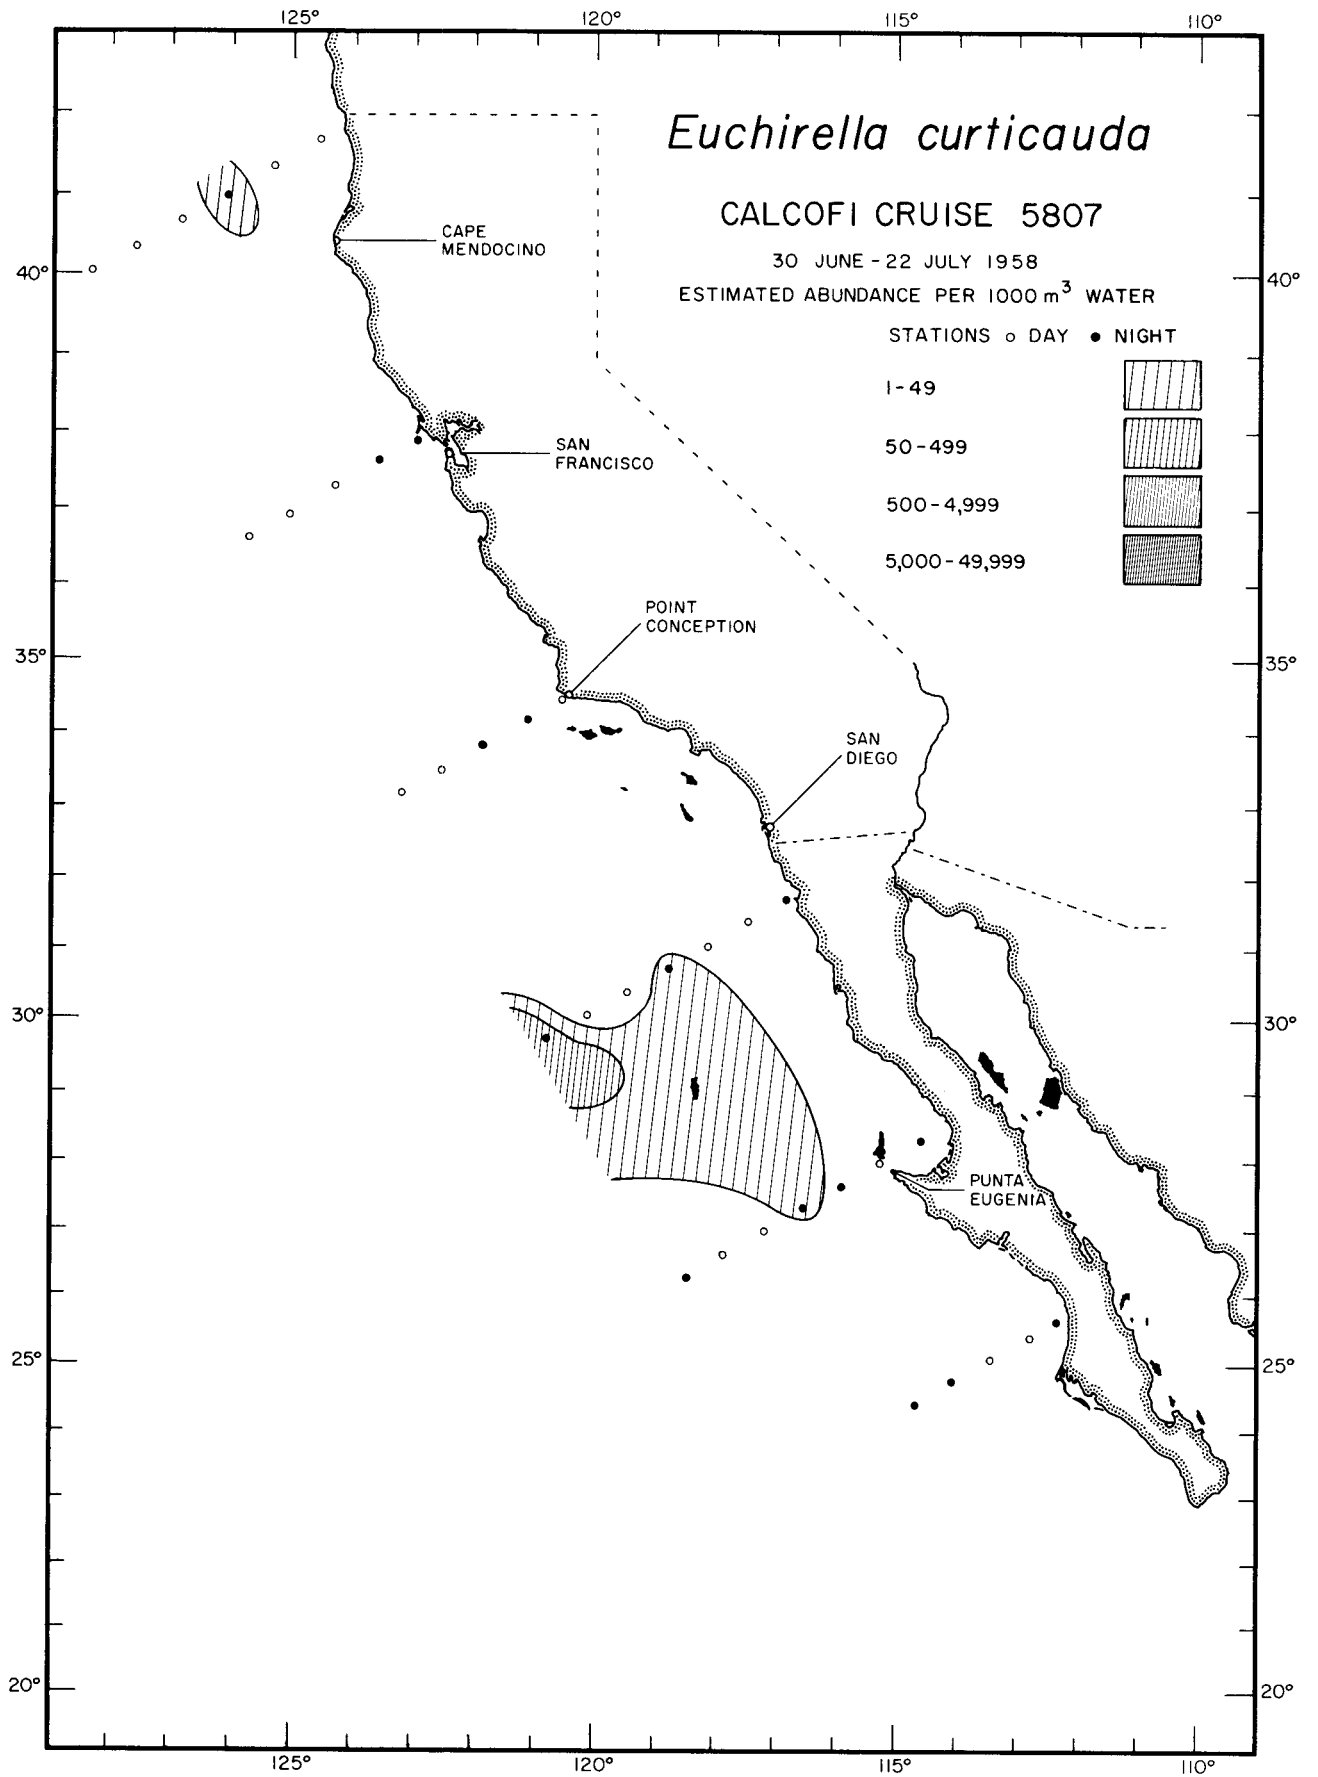 125° 120° 115° 110°
Euchirella curticauda
CALCOFI CRUISE 5807
30 JUNE - 22 JULY 1958
ESTIMATED ABUNDANCE PER 1000 m³ WATER
STATIONS ○ DAY ● NIGHT
1-49
50-499
500-4,999
5,000-49,999
CAPE
MENDOCINO
40° 40°
SAN
FRANCISCO
POINT
CONCEPTION
35° 35°
SAN
DIEGO
30° 30°
PUNTA
EUGENIA
25° 25°
20° 20°
125° 120° 115° 110°